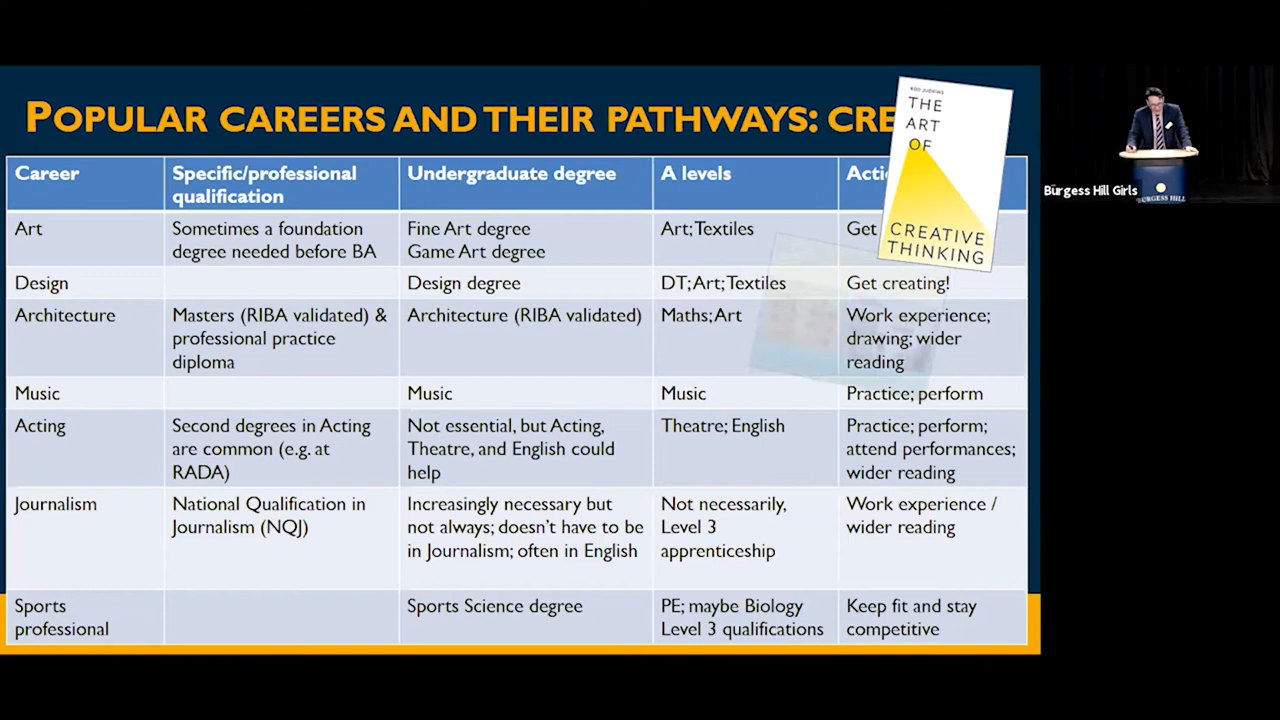 POPULAR CAREERS AND THEIR PATHWAYS: CRE
ROD JUDKINS
THE
ART
OF
CREATIVE
THINKING
Career
Specific/professional
qualification
Undergraduate degree
A levels
Acti
Art
Sometimes a foundation
degree needed before BA
Fine Art degree
Game Art degree
Art; Textiles
Get
Design
Design degree
DT; Art; Textiles
Get creating!
Architecture
Masters (RIBA validated) &
professional practice
diploma
Architecture (RIBA validated)
Maths; Art
Work experience;
drawing; wider
reading
Music
Music
Music
Practice; perform
Acting
Second degrees in Acting
are common (e.g. at
RADA)
Not essential, but Acting,
Theatre, and English could
help
Theatre; English
Practice; perform;
attend performances;
wider reading
Journalism
National Qualification in
Journalism (NQJ)
Increasingly necessary but
not always; doesn't have to be
in Journalism; often in English
Not necessarily,
Level 3
apprenticeship
Work experience /
wider reading
Sports
professional
Sports Science degree
PE; maybe Biology
Level 3 qualifications
Keep fit and stay
competitive
Burgess Hill Girls
BURGESS HILL